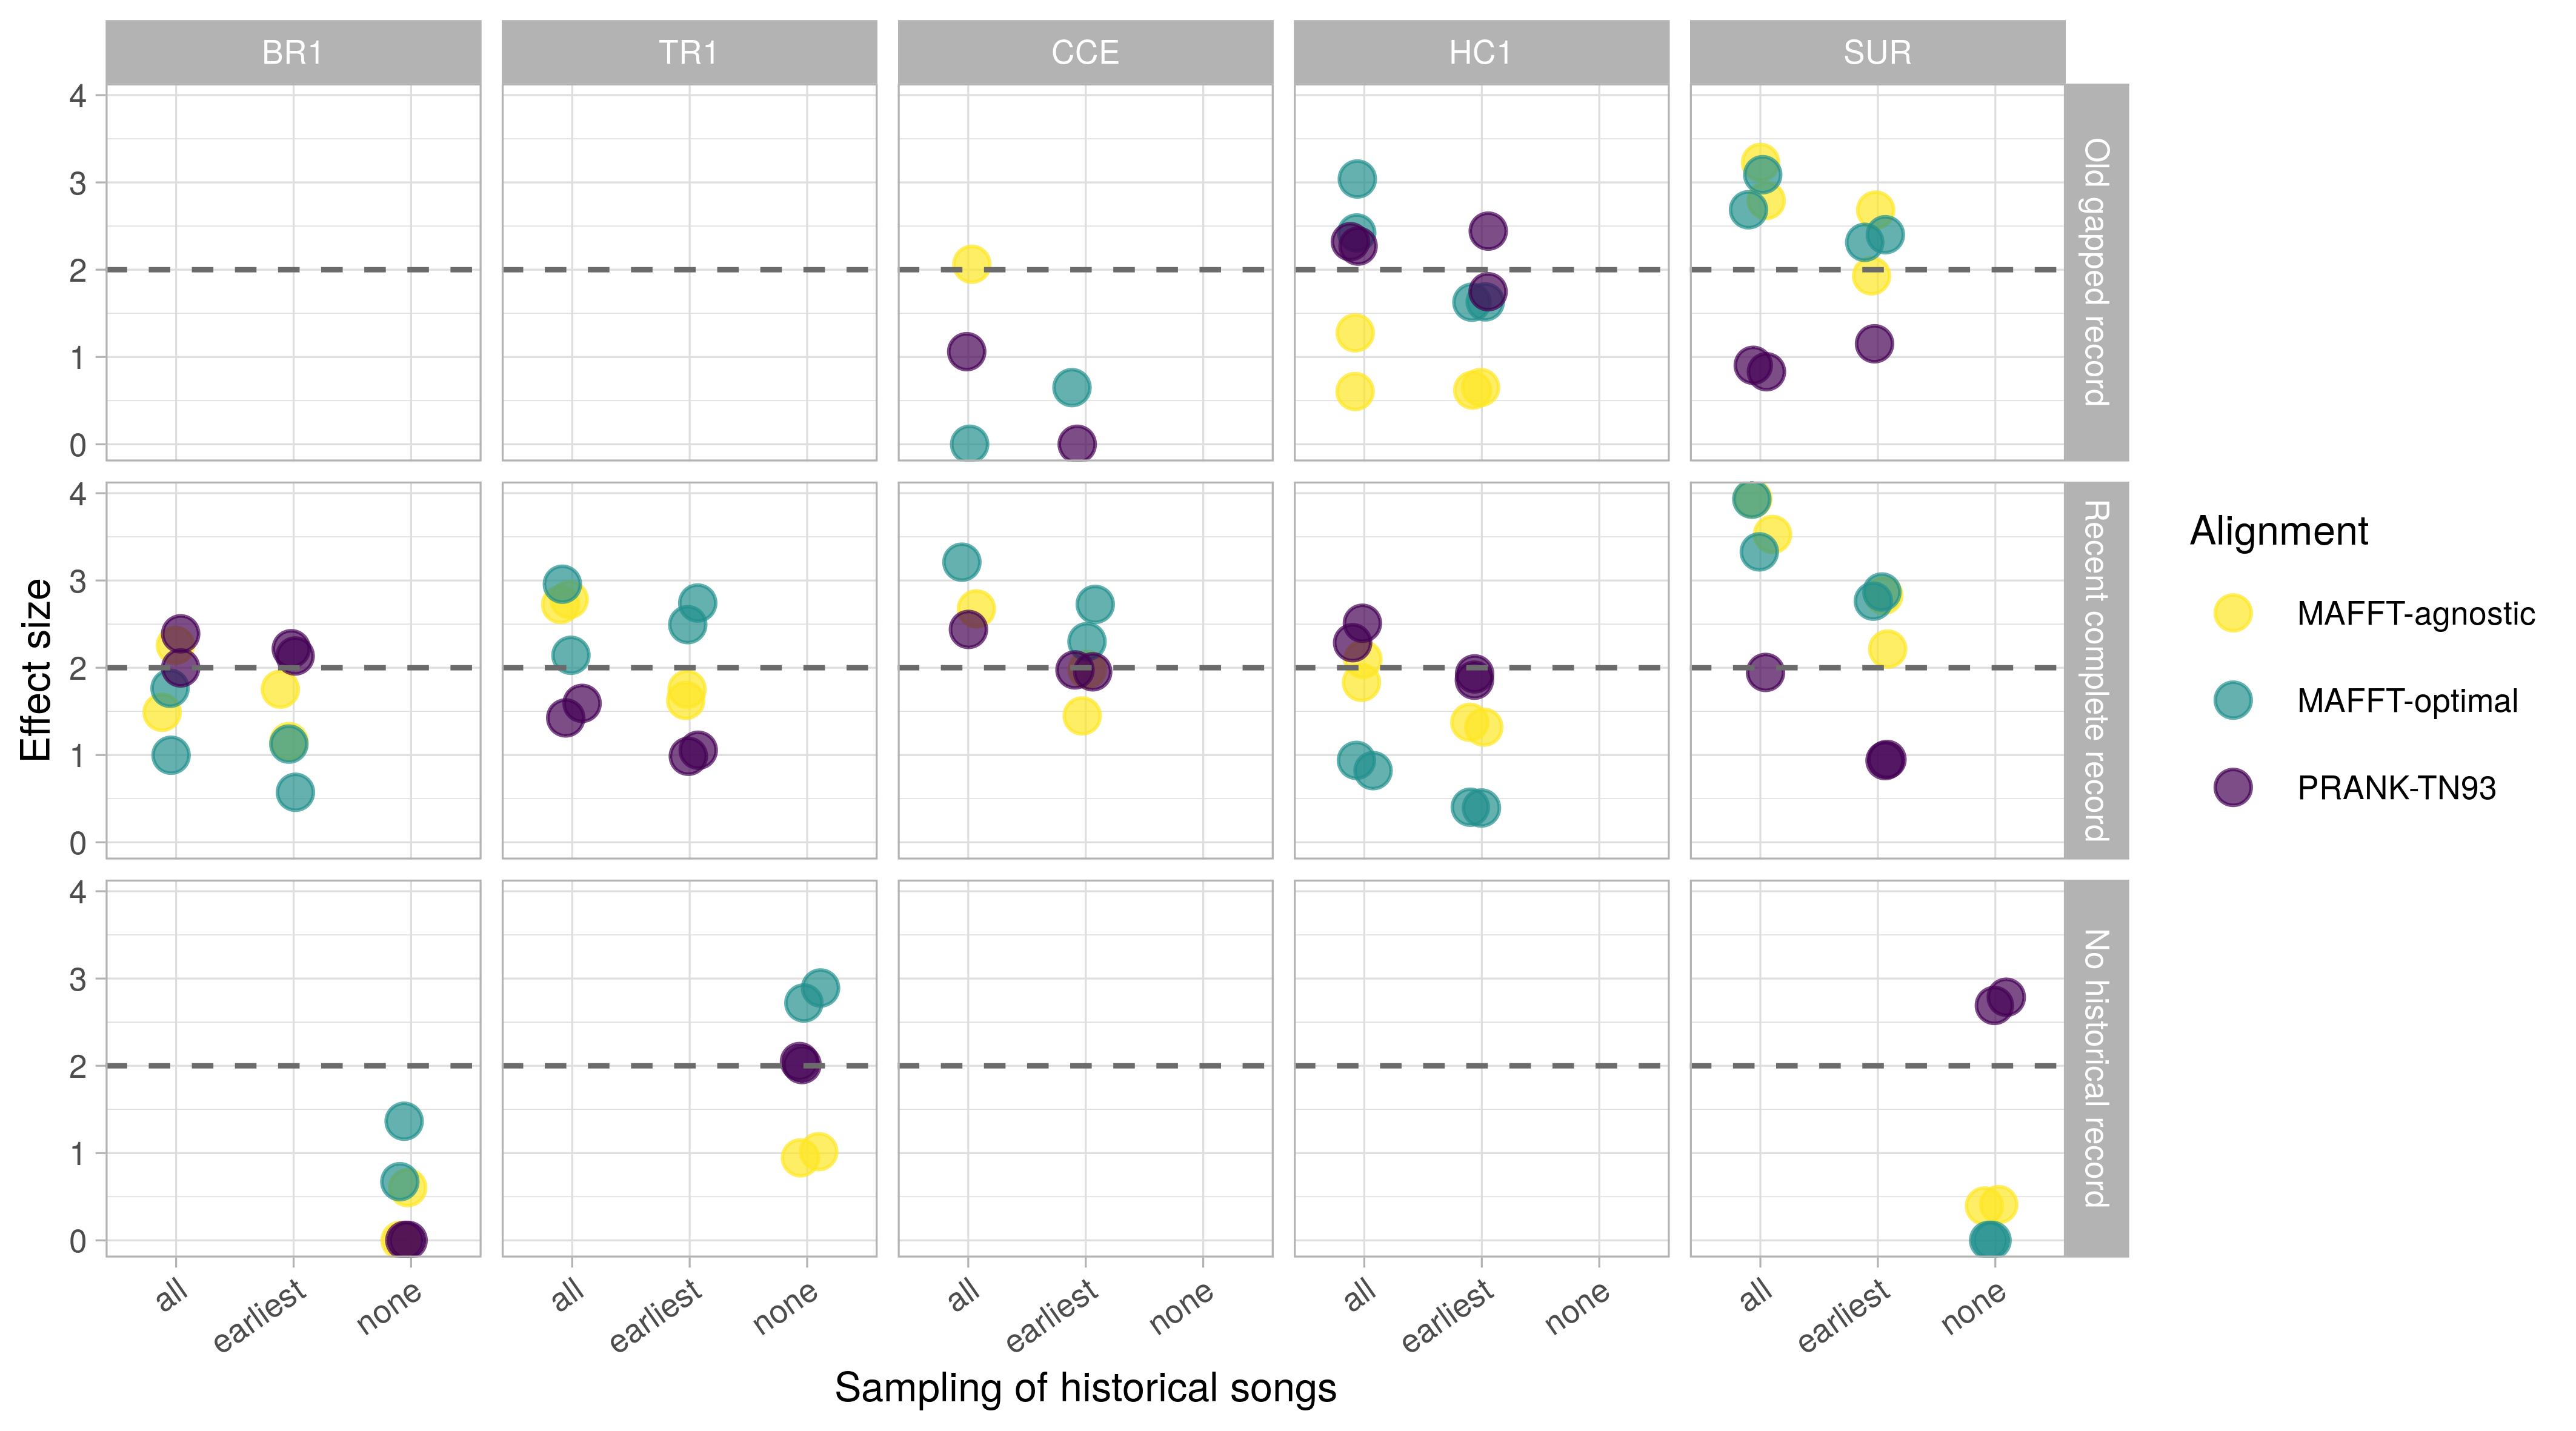 BR1 TR1 CCE HC1 SUR
4
3
2
1
0
Old gapped record
4
3
2
1
0
Recent complete record
4
3
2
1
0
No historical record
Effect size
all earliest none all earliest none all earliest none all earliest none all earliest none
Sampling of historical songs
Alignment
MAFFT-agnostic
MAFFT-optimal
PRANK-TN93